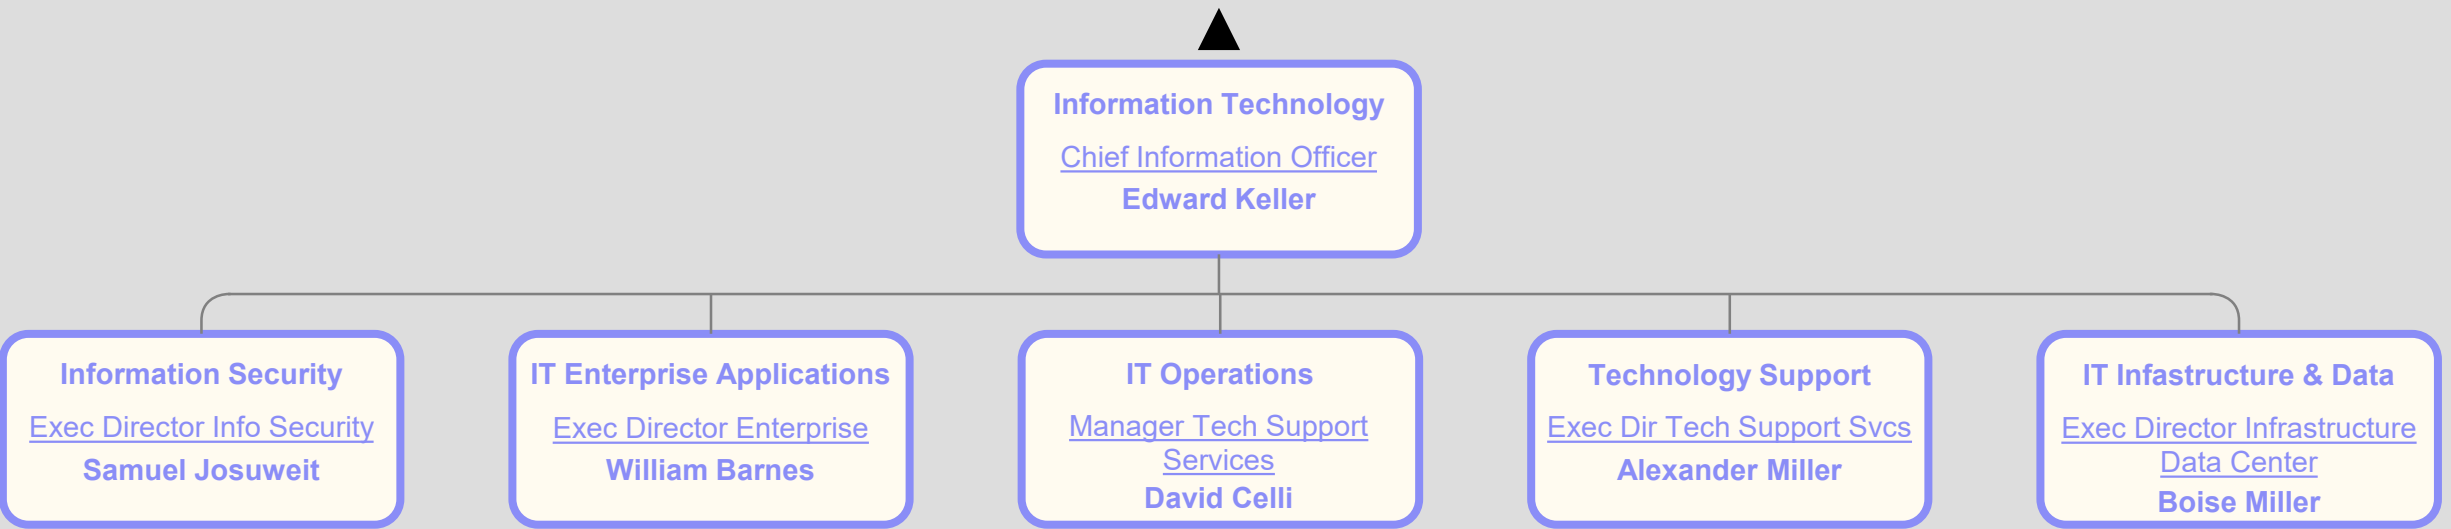 Information Technology
Chief Information Officer
Edward Keller
Information Security
Exec Director Info Security
Samuel Josuweit
IT Enterprise Applications
Exec Director Enterprise
William Barnes
IT Operations
Manager Tech Support
Services
David Celli
Technology Support
Exec Dir Tech Support Svcs
Alexander Miller
IT Infastructure & Data
Exec Director Infrastructure
Data Center
Boise Miller